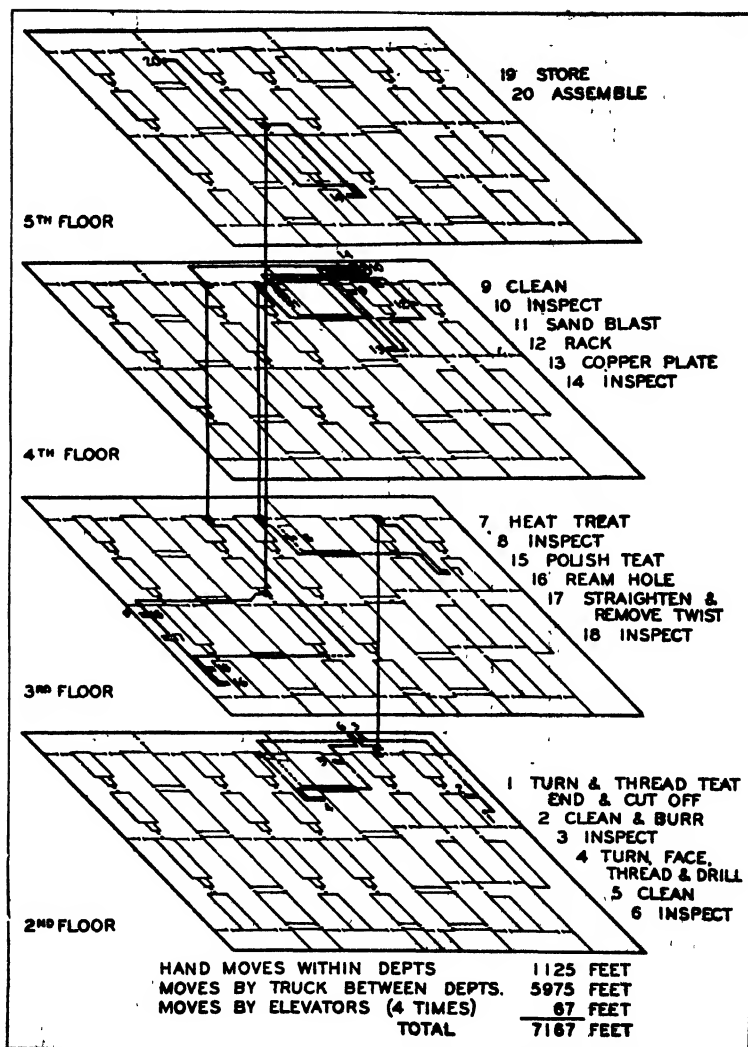 19 STORE
20 ASSEMBLE
5TH FLOOR
9 CLEAN
10 INSPECT
11 SAND BLAST
12 RACK
13 COPPER PLATE
14 INSPECT
4TH FLOOR
7 HEAT TREAT
8 INSPECT
15 POLISH TEAT
16 REAM HOLE
17 STRAIGHTEN &
REMOVE TWIST
18 INSPECT
3RD FLOOR
1 TURN & THREAD TEAT
END & CUT OFF
2 CLEAN & BURR
3 INSPECT
4 TURN, FACE,
THREAD & DRILL
5 CLEAN
6 INSPECT
2ND FLOOR
HAND MOVES WITHIN DEPTS 1125 FEET
MOVES BY TRUCK BETWEEN DEPTS. 5975 FEET
MOVES BY ELEVATORS (4 TIMES) 67 FEET
TOTAL 7167 FEET